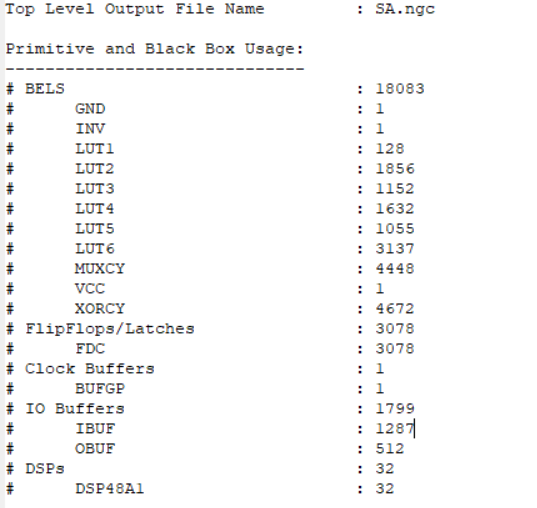 Top Level Output File Name : SA.ngc
Primitive and Black Box Usage:
------------------------------
# BELS : 18083
# GND : 1
# INV : 1
# LUT1 : 128
# LUT2 : 1856
# LUT3 : 1152
# LUT4 : 1632
# LUT5 : 1055
# LUT6 : 3137
# MUXCY : 4448
# VCC : 1
# XORCY : 4672
# FlipFlops/Latches : 3078
# FDC : 3078
# Clock Buffers : 1
# BUFGP : 1
# IO Buffers : 1799
# IBUF : 1287
# OBUF : 512
# DSPs : 32
# DSP48A1 : 32